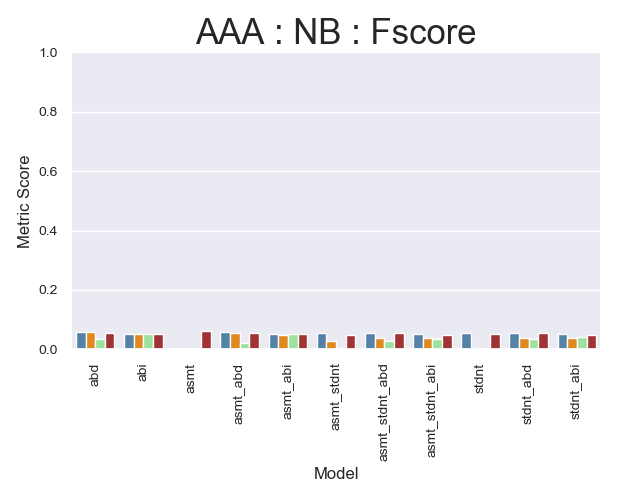 AAA : NB : Fscore
1.0
0.8
0.6
0.4
0.2
0.0
Metric Score
abd
abi
asmt
asmt_abd
asmt_abi
asmt_stdnt
asmt_stdnt_abd
asmt_stdnt_abi
stdnt
stdnt_abd
stdnt_abi
Model